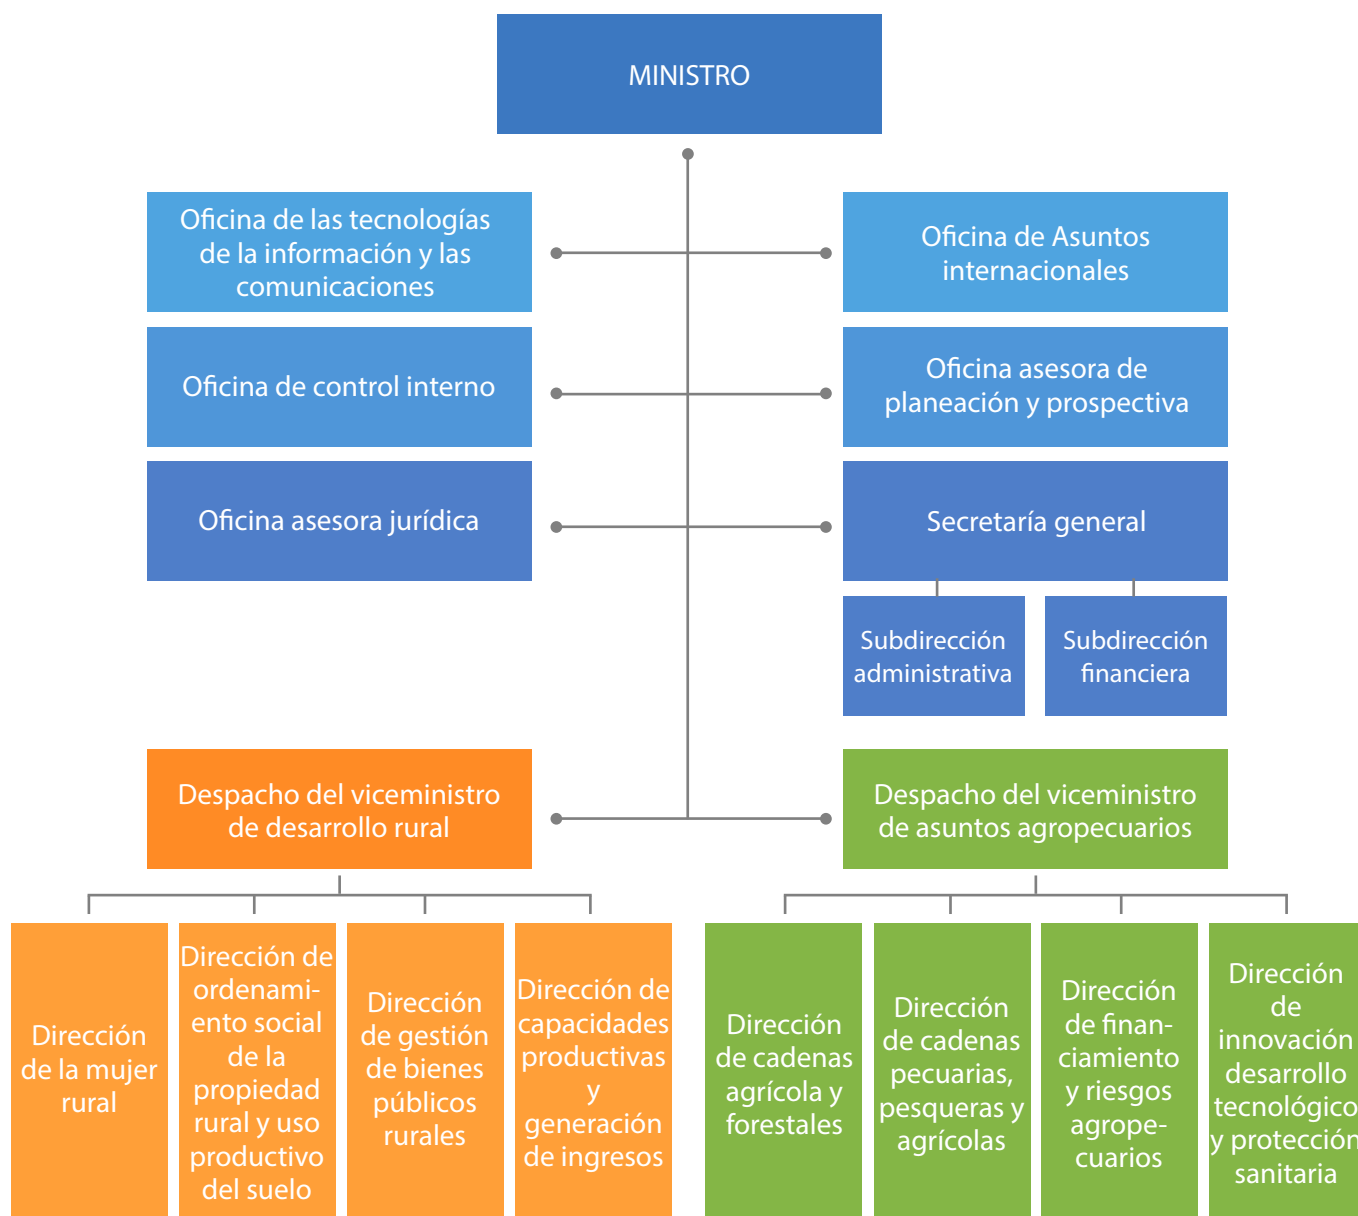 MINISTRO
Oficina de las tecnologías
de la información y las
comunicaciones
Oficina de Asuntos
internacionales
Oficina de control interno
Oficina asesora de
planeación y prospectiva
Oficina asesora jurídica
Secretaría general
Subdirección
administrativa
Subdirección
financiera
Despacho del viceministro
de desarrollo rural
Despacho del viceministro
de asuntos agropecuarios
Dirección
de la mujer
rural
Dirección de
ordenami-
ento social
de la
propiedad
rural y uso
productivo
del suelo
Dirección
de gestión
de bienes
públicos
rurales
Dirección de
capacidades
productivas
y
generación
de ingresos
Dirección
de cadenas
agrícola y
forestales
Dirección
de cadenas
pecuarias,
pesqueras y
agrícolas
Dirección
de finan-
ciamiento
y riesgos
agrope-
cuarios
Dirección
de
innovación
desarrollo
tecnológico
y protección
sanitaria